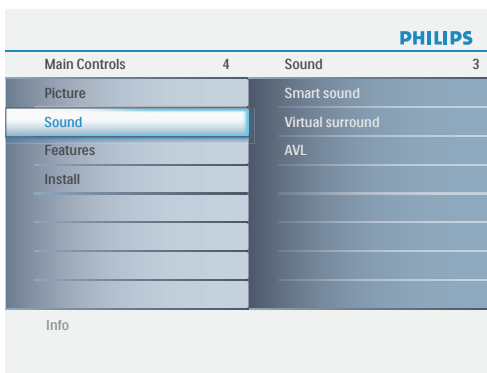 PHILIPS
Main Controls 4 Sound 3
Picture Smart sound
Sound Virtual surround
Features AVL
Install
Info